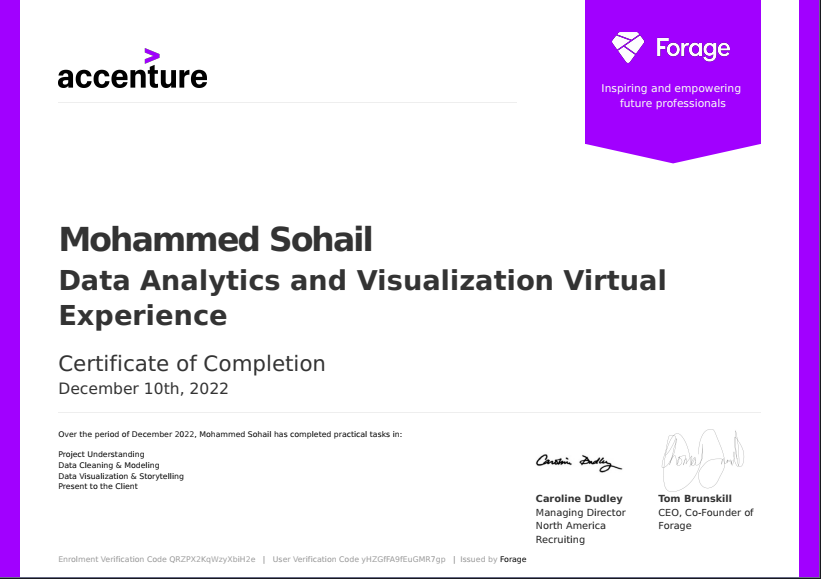 accenture
Forage
Inspiring and empowering
future professionals
Mohammed Sohail
Data Analytics and Visualization Virtual
Experience
Certificate of Completion
December 10th, 2022
Over the period of December 2022, Mohammed Sohail has completed practical tasks in:
Project Understanding
Data Cleaning & Modeling
Data Visualization & Storytelling
Present to the Client
Caroline Dudley
Caroline Dudley
Managing Director
North America
Recruiting
Tom Brunskill
CEO, Co-Founder of
Forage
Enrolment Verification Code QRZPX2KqWzyXbiH2e | User Verification Code yHZGfFA9fEuGMR7gp | Issued by Forage